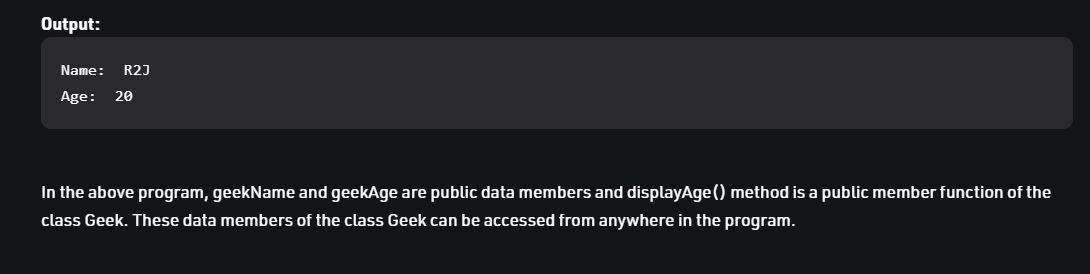 Output:
Name:  R2J
Age:  20
In the above program, geekName and geekAge are public data members and displayAge() method is a public member function of the
class Geek. These data members of the class Geek can be accessed from anywhere in the program.